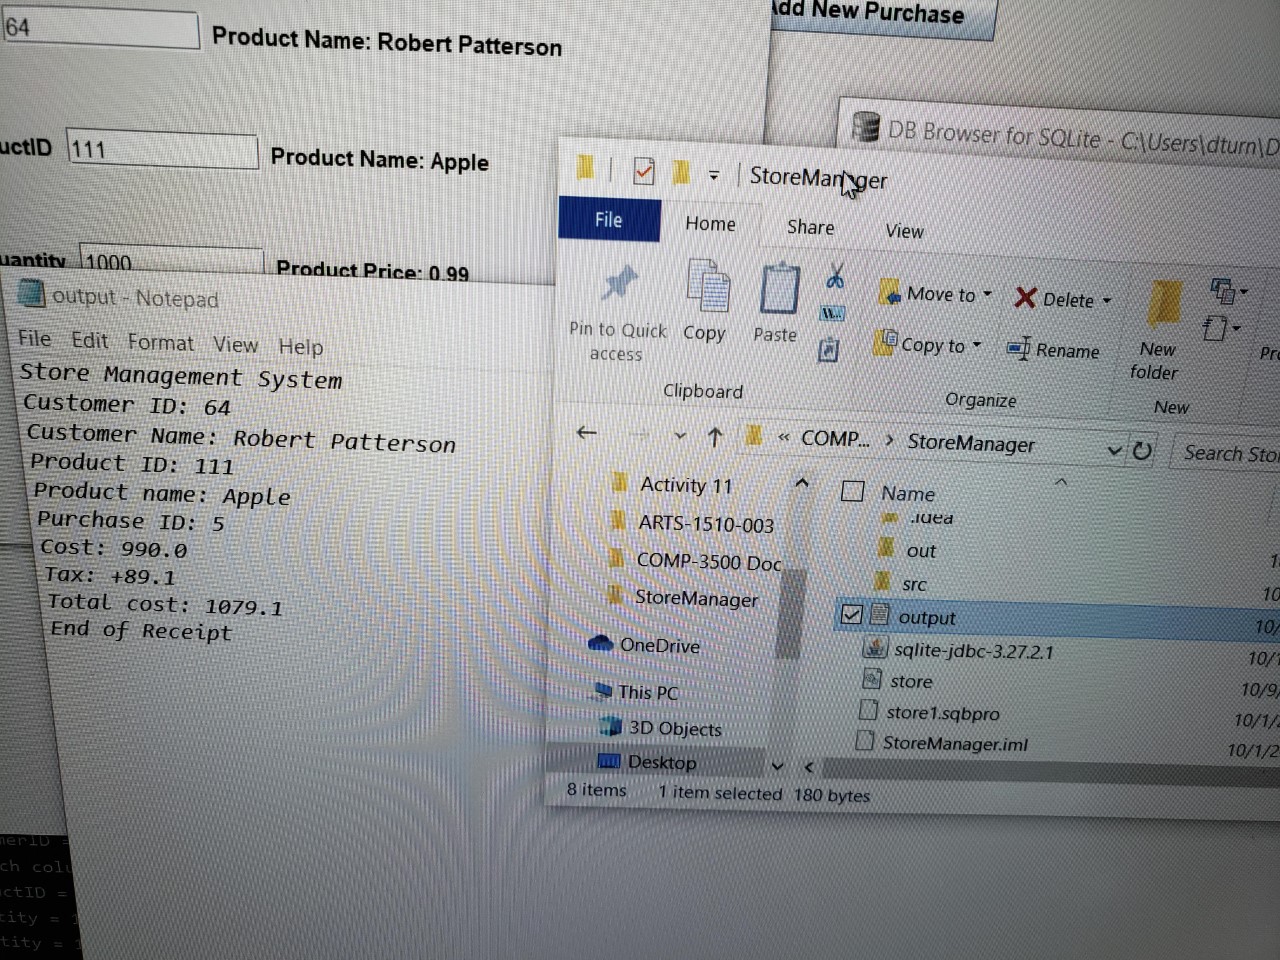 64
Product Name: Robert Patterson
Add New Purchase
uctID
111
Product Name: Apple
uantity
1000
Product Price: 0.99
DB Browser for SQLite - C:\Users\dturn\D
StoreManager
File
Home
Share
View
Pin to Quick access
Copy
Paste
Move to
Copy to
Delete
Rename
New folder
Clipboard
Organize
New
COMP...
StoreManager
Search Sto
Activity 11
ARTS-1510-003
COMP-3500 Doc
StoreManager
OneDrive
This PC
3D Objects
Desktop
Name
.idea
out
src
output
10/
sqlite-jdbc-3.27.2.1
10/1
store
10/9/
store1.sqbpro
10/1/
StoreManager.iml
10/1/2
8 items
1 item selected
180 bytes
output - Notepad
File Edit Format View Help
Store Management System
Customer ID: 64
Customer Name: Robert Patterson
Product ID: 111
Product name: Apple
Purchase ID: 5
Cost: 990.0
Tax: +89.1
Total cost: 1079.1
End of Receipt
merID =
ch colu
uctID =
tity = 1
tity = 1